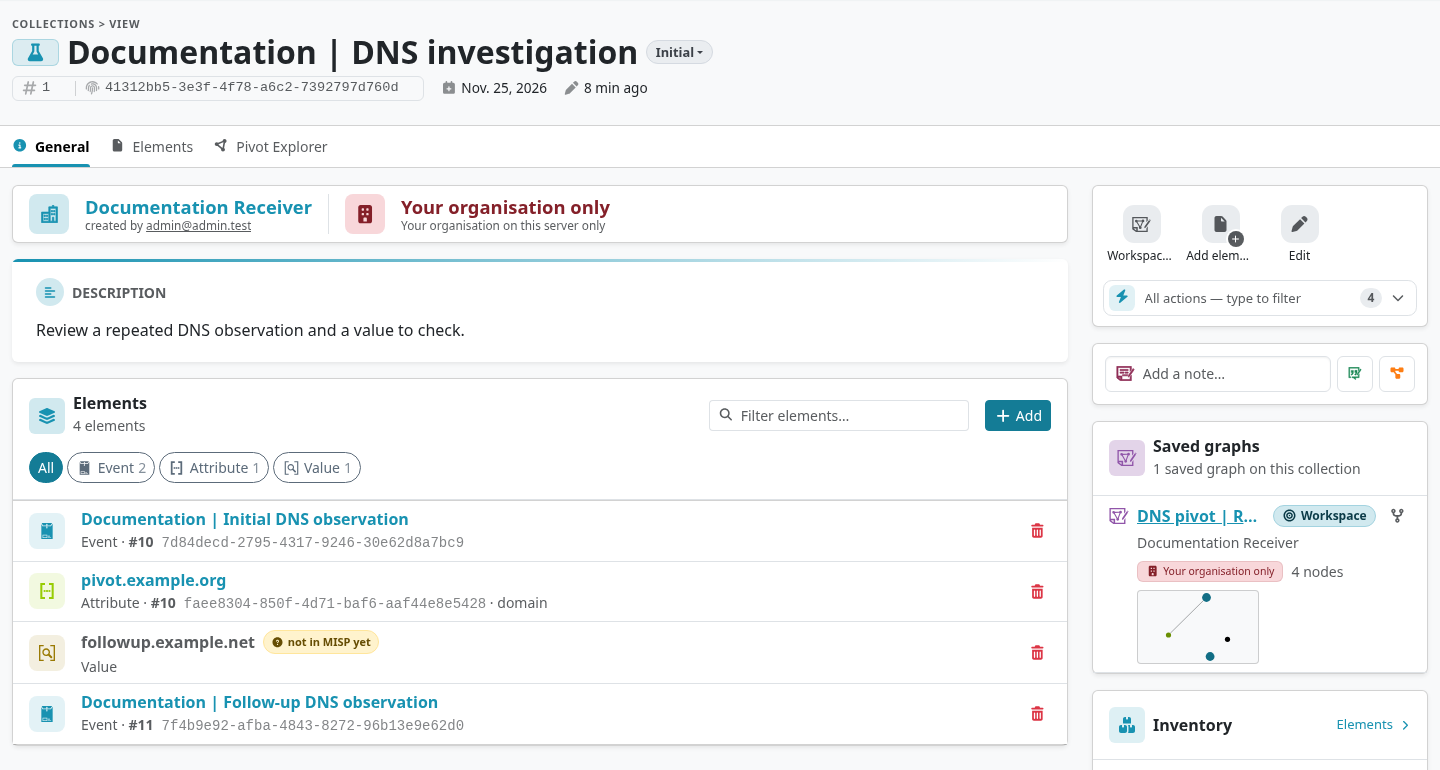 COLLECTIONS > VIEW
Documentation | DNS investigation Initial
# 1 41312bb5-3e3f-4f78-a6c2-7392797d760d Nov. 25, 2026 8 min ago
General Elements Pivot Explorer
Documentation Receiver
created by admin@admin.test
Your organisation only
Your organisation on this server only
DESCRIPTION
Review a repeated DNS observation and a value to check.
Elements
4 elements
Filter elements...
+ Add
All Event 2 Attribute 1 Value 1
Documentation | Initial DNS observation
Event · #10 7d84decd-2795-4317-9246-30e62d8a7bc9
pivot.example.org
Attribute · #10 faee8304-850f-4d71-baf6-aaf44e8e5428 · domain
followup.example.net not in MISP yet
Value
Documentation | Follow-up DNS observation
Event · #11 7f4b9e92-afba-4843-8272-96b13e9e62d0
Workspac... Add elem... Edit
All actions — type to filter 4
Add a note...
Saved graphs
1 saved graph on this collection
DNS pivot | R... Workspace
Documentation Receiver
Your organisation only 4 nodes
Inventory Elements